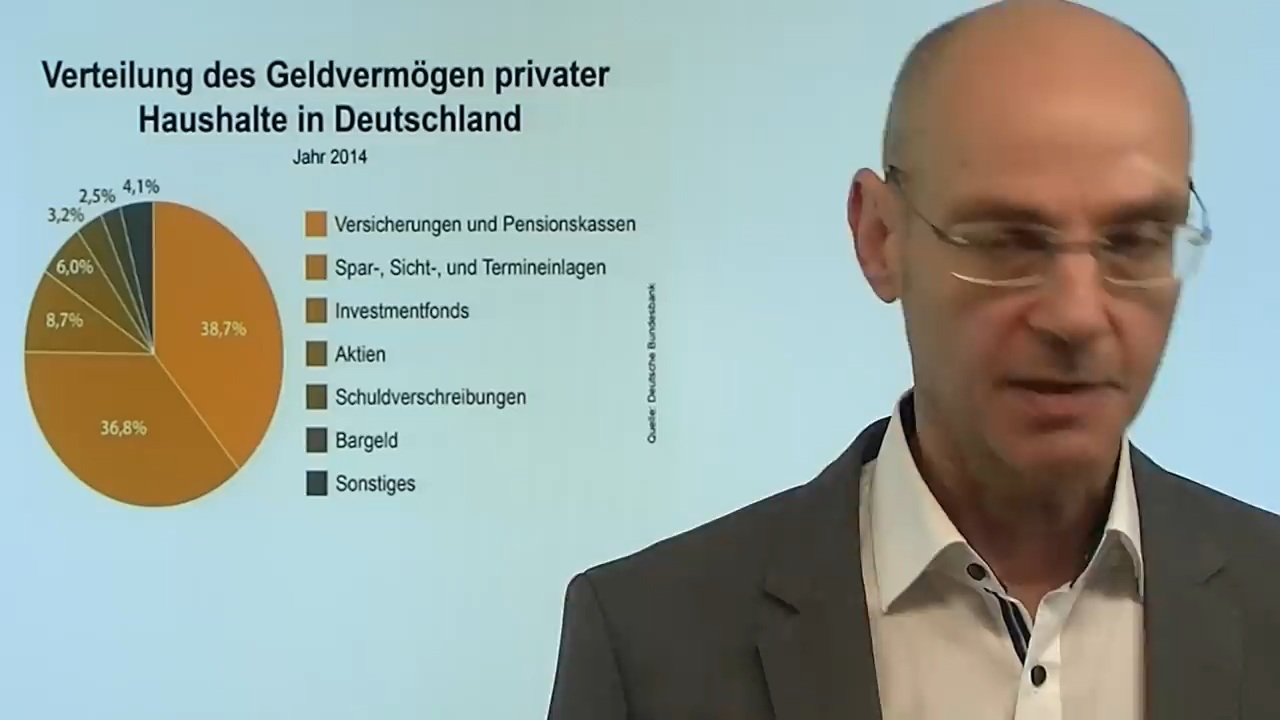 Verteilung des Geldvermögen privater
Haushalte in Deutschland
Jahr 2014
4,1%
2,5%
3,2%
6,0%
8,7%
38,7%
36,8%
Versicherungen und Pensionskassen
Spar-, Sicht-, und Termineinlagen
Investmentfonds
Aktien
Schuldverschreibungen
Bargeld
Sonstiges
Quelle: Deutsche Bundesbank